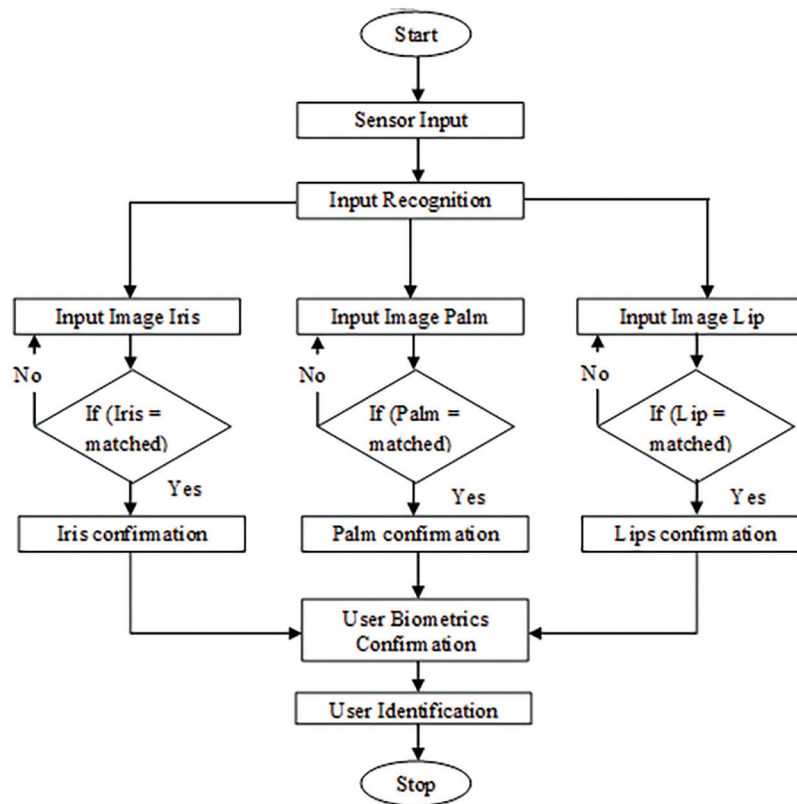 Start
Sensor Input
Input Recognition
Input Image Iris
Input Image Palm
Input Image Lip
No
No
No
If (Iris =
matched)
If (Palm =
matched)
If (Lip =
matched)
Yes
Yes
Yes
Iris confirmation
Palm confirmation
Lips confirmation
User Biometrics
Confirmation
User Identification
Stop